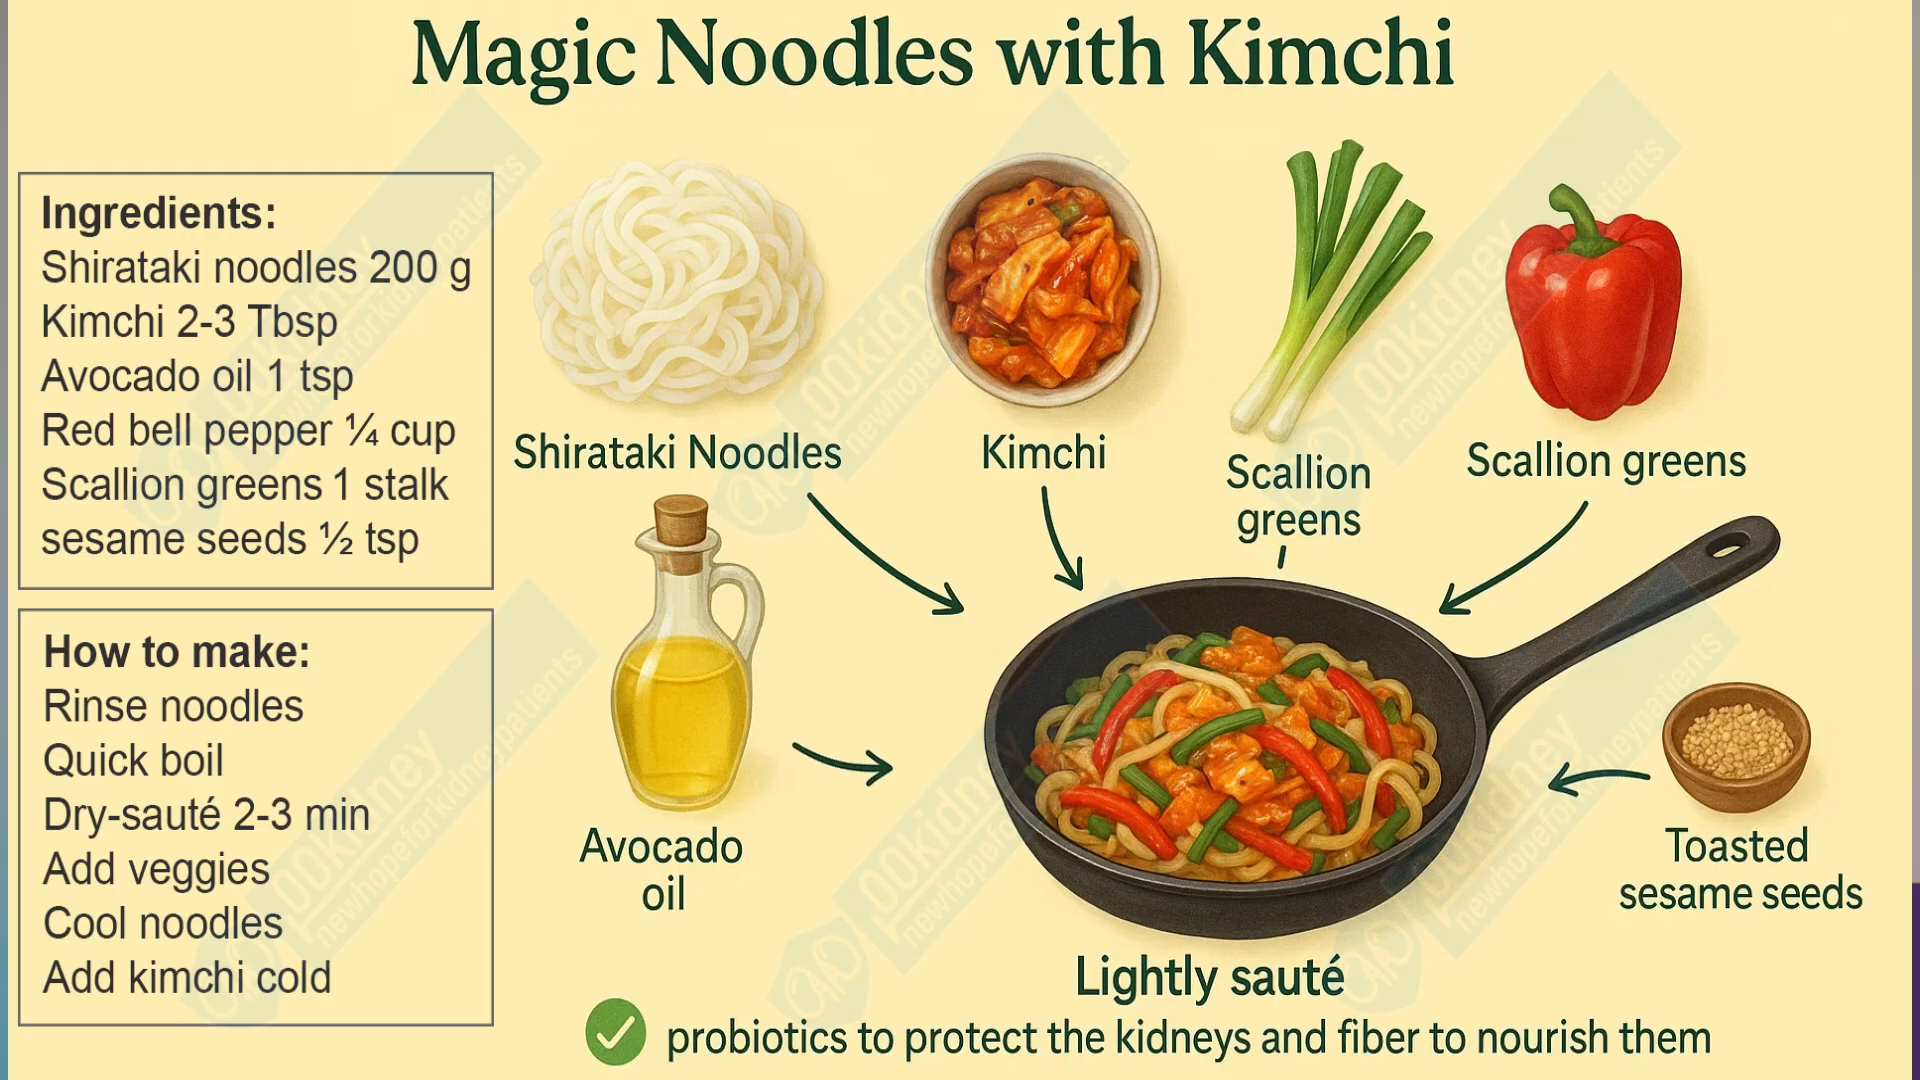 Magic Noodles with Kimchi
Ingredients:
Shirataki noodles 200 g
Kimchi 2-3 Tbsp
Avocado oil 1 tsp
Red bell pepper ¼ cup
Scallion greens 1 stalk
sesame seeds ½ tsp
How to make:
Rinse noodles
Quick boil
Dry-sauté 2-3 min
Add veggies
Cool noodles
Add kimchi cold
Shirataki Noodles
Kimchi
Scallion
greens
Scallion greens
Avocado
oil
Toasted
sesame seeds
Lightly sauté
probiotics to protect the kidneys and fiber to nourish them
newhopeforkidneypatients